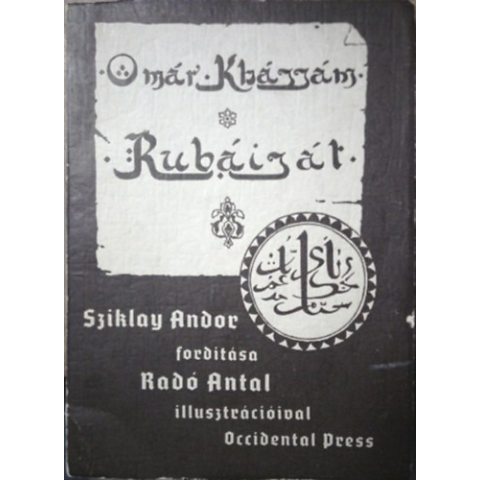 Omár Khájjám
Rubáiját
Sziklay Andor
fordítása
Radó Antal
illusztrációival
Occidental Press